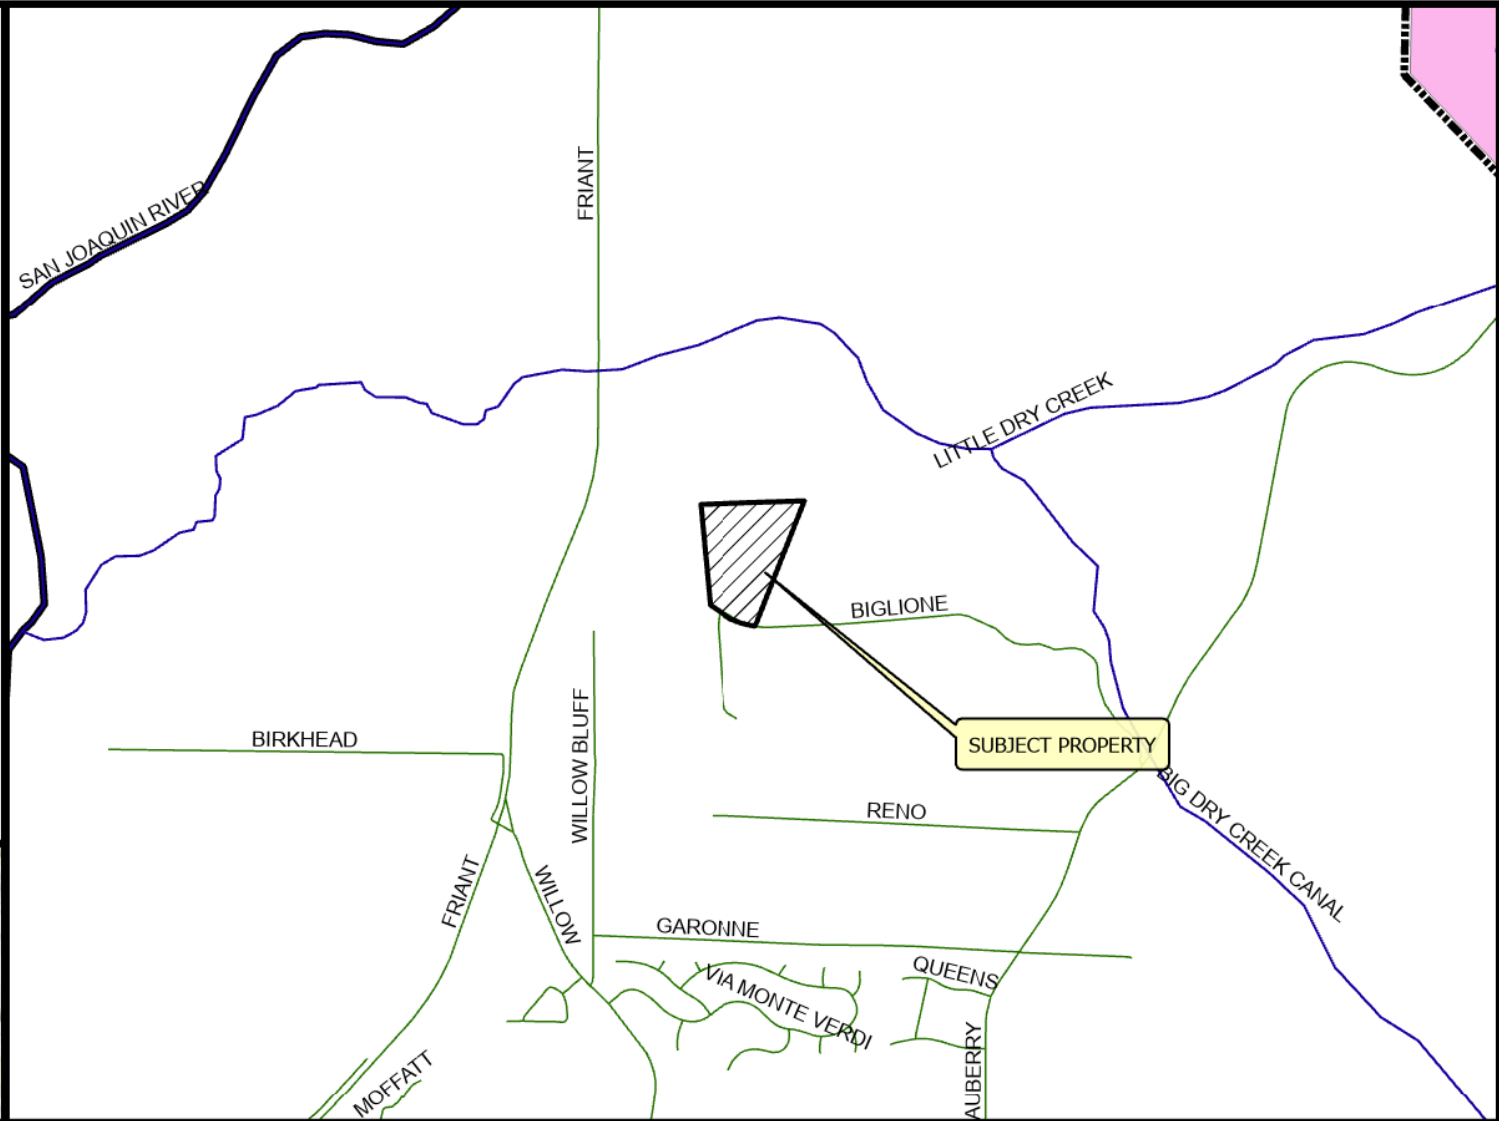 FRIANT
SAN JOAQUIN RIVER
LITTLE DRY CREEK
BIGLIONE
SUBJECT PROPERTY
BIRKHEAD
WILLOW BLUFF
RENO
BIG DRY CREEK CANAL
FRIANT
WILLOW
GARONNE
QUEENS
VIA MONTE VERDI
AUBERRY
MOFFATT